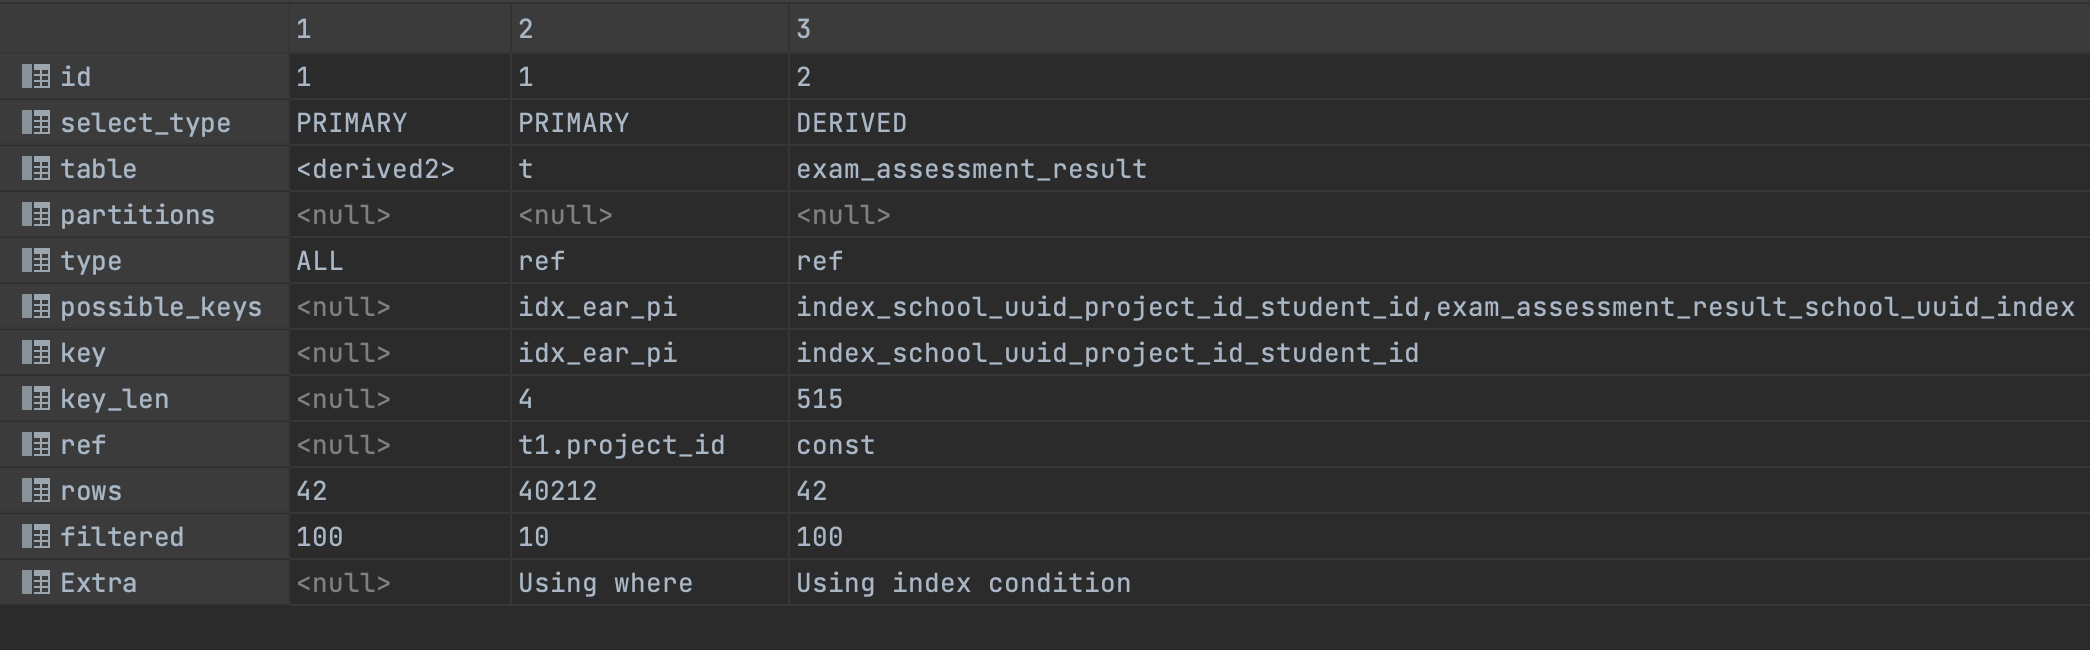 1 2 3
id 1 1 2
select_type PRIMARY PRIMARY DERIVED
table <derived2> t exam_assessment_result
partitions <null> <null> <null>
type ALL ref ref
possible_keys <null> idx_ear_pi index_school_uuid_project_id_student_id,exam_assessment_result_school_uuid_index
key <null> idx_ear_pi index_school_uuid_project_id_student_id
key_len <null> 4 515
ref <null> t1.project_id const
rows 42 40212 42
filtered 100 10 100
Extra <null> Using where Using index condition